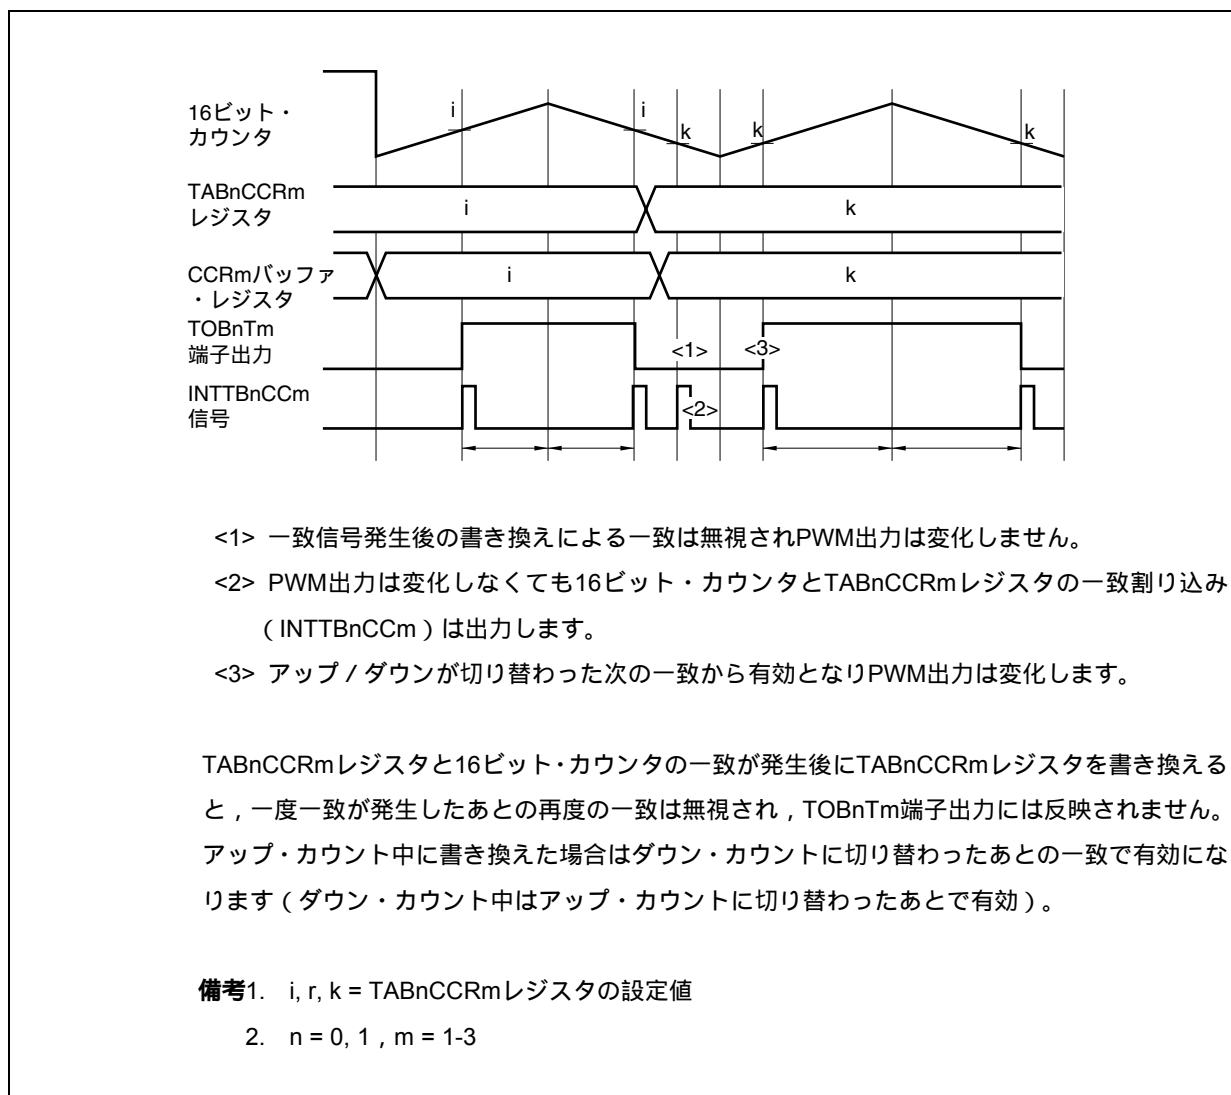 16ビット・
カウンタ
i
i
k
k
k
TABnCCRm
レジスタ
i
k
CCRmバッファ
・レジスタ
i
k
TOBnTm
端子出力
<1>
<3>
INTTBnCCm
信号
<2>
<1> 一致信号発生後の書き換えによる一致は無視されPWM出力は変化しません。
<2> PWM出力は変化しなくても16ビット・カウンタとTABnCCRmレジスタの一致割り込み
（INTTBnCCm）は出力します。
<3> アップ／ダウンが切り替わった次の一致から有効となりPWM出力は変化します。
TABnCCRmレジスタと16ビット・カウンタの一致が発生後にTABnCCRmレジスタを書き換える
と，一度一致が発生したあとの再度の一致は無視され，TOBnTm端子出力には反映されません。
アップ・カウント中に書き換えた場合はダウン・カウントに切り替わったあとの一致で有効にな
ります（ダウン・カウント中はアップ・カウントに切り替わったあとで有効）。
備考1. i, r, k = TABnCCRmレジスタの設定値
2. n = 0, 1，m = 1-3